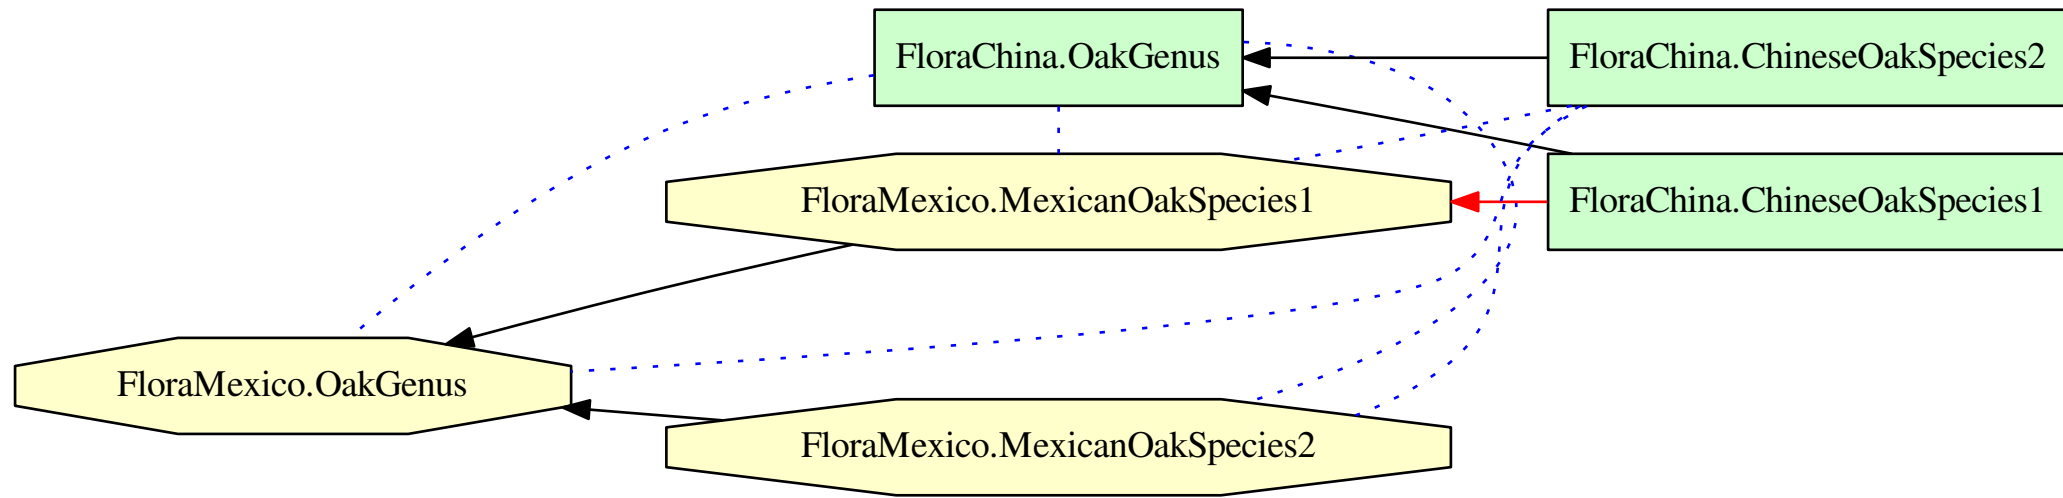 FloraChina.OakGenus
FloraChina.ChineseOakSpecies2
FloraMexico.MexicanOakSpecies1
FloraChina.ChineseOakSpecies1
FloraMexico.OakGenus
FloraMexico.MexicanOakSpecies2